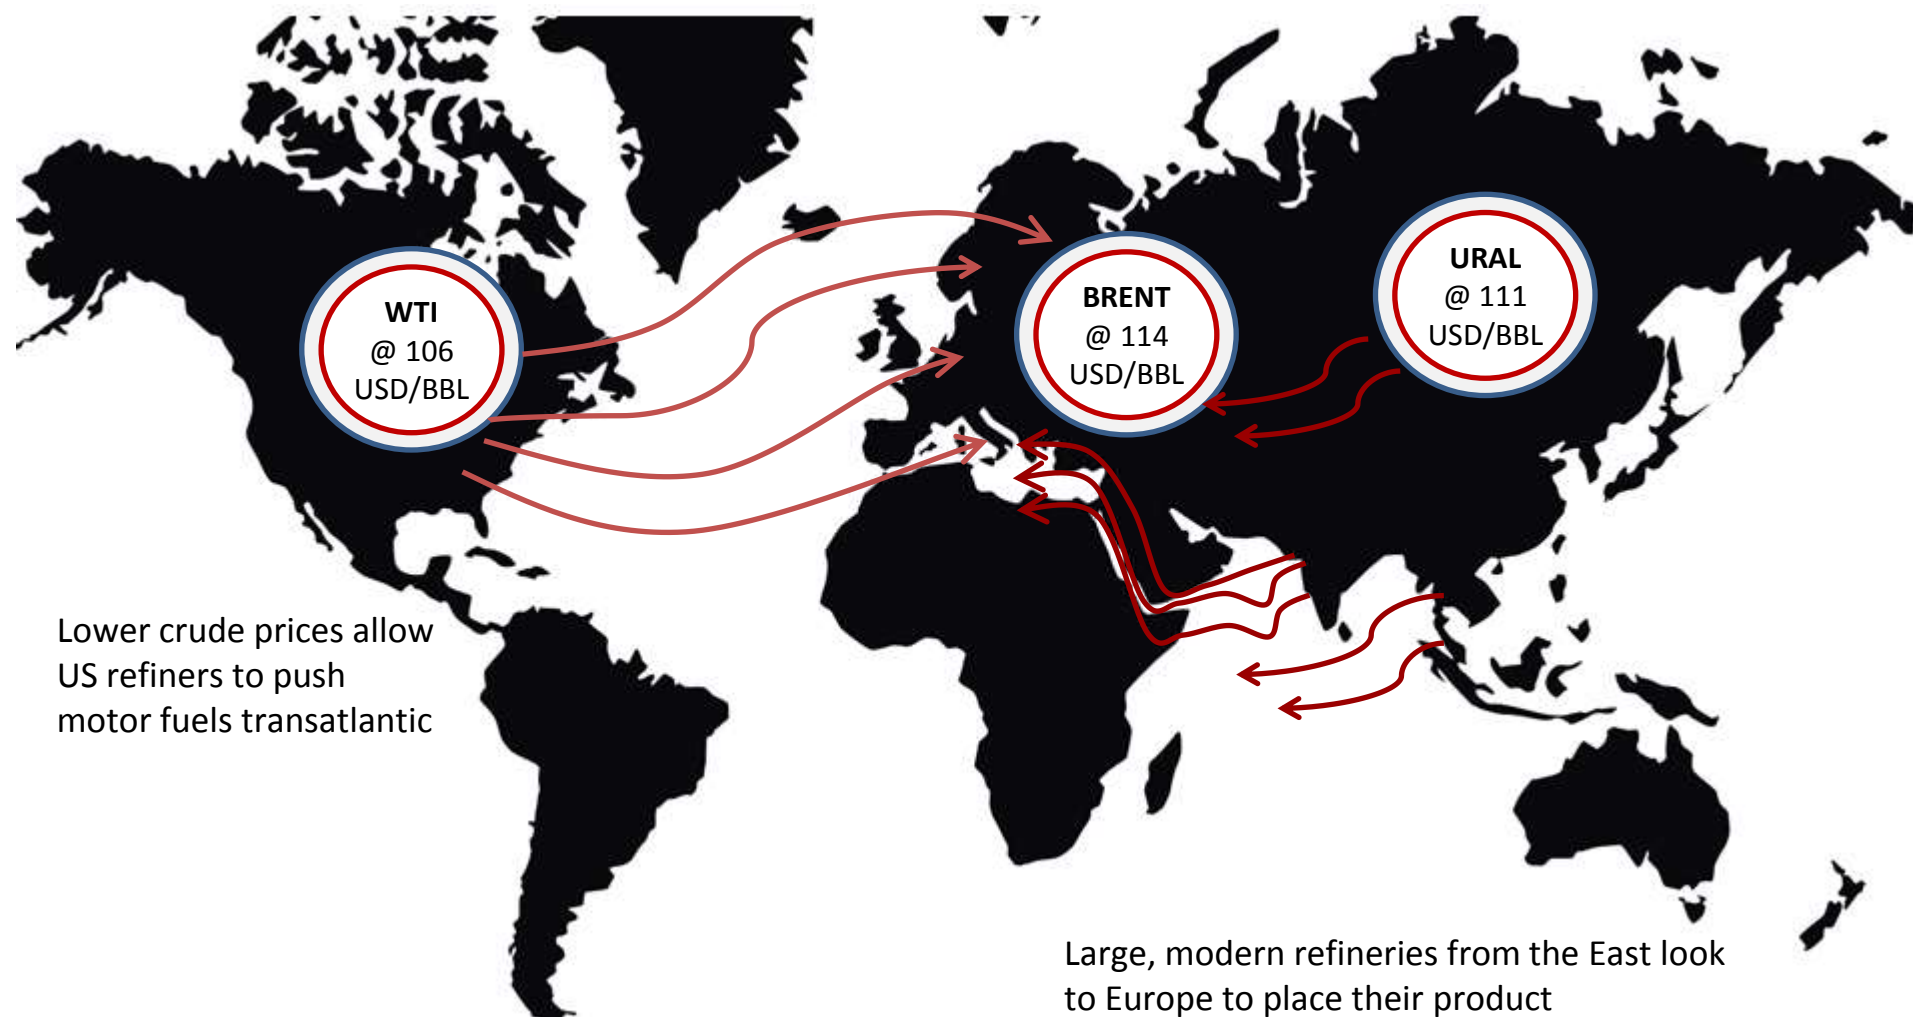 WTI
@ 106
USD/BBL
BRENT
@ 114
USD/BBL
URAL
@ 111
USD/BBL
Lower crude prices allow
US refiners to push
motor fuels transatlantic
Large, modern refineries from the East look
to Europe to place their product